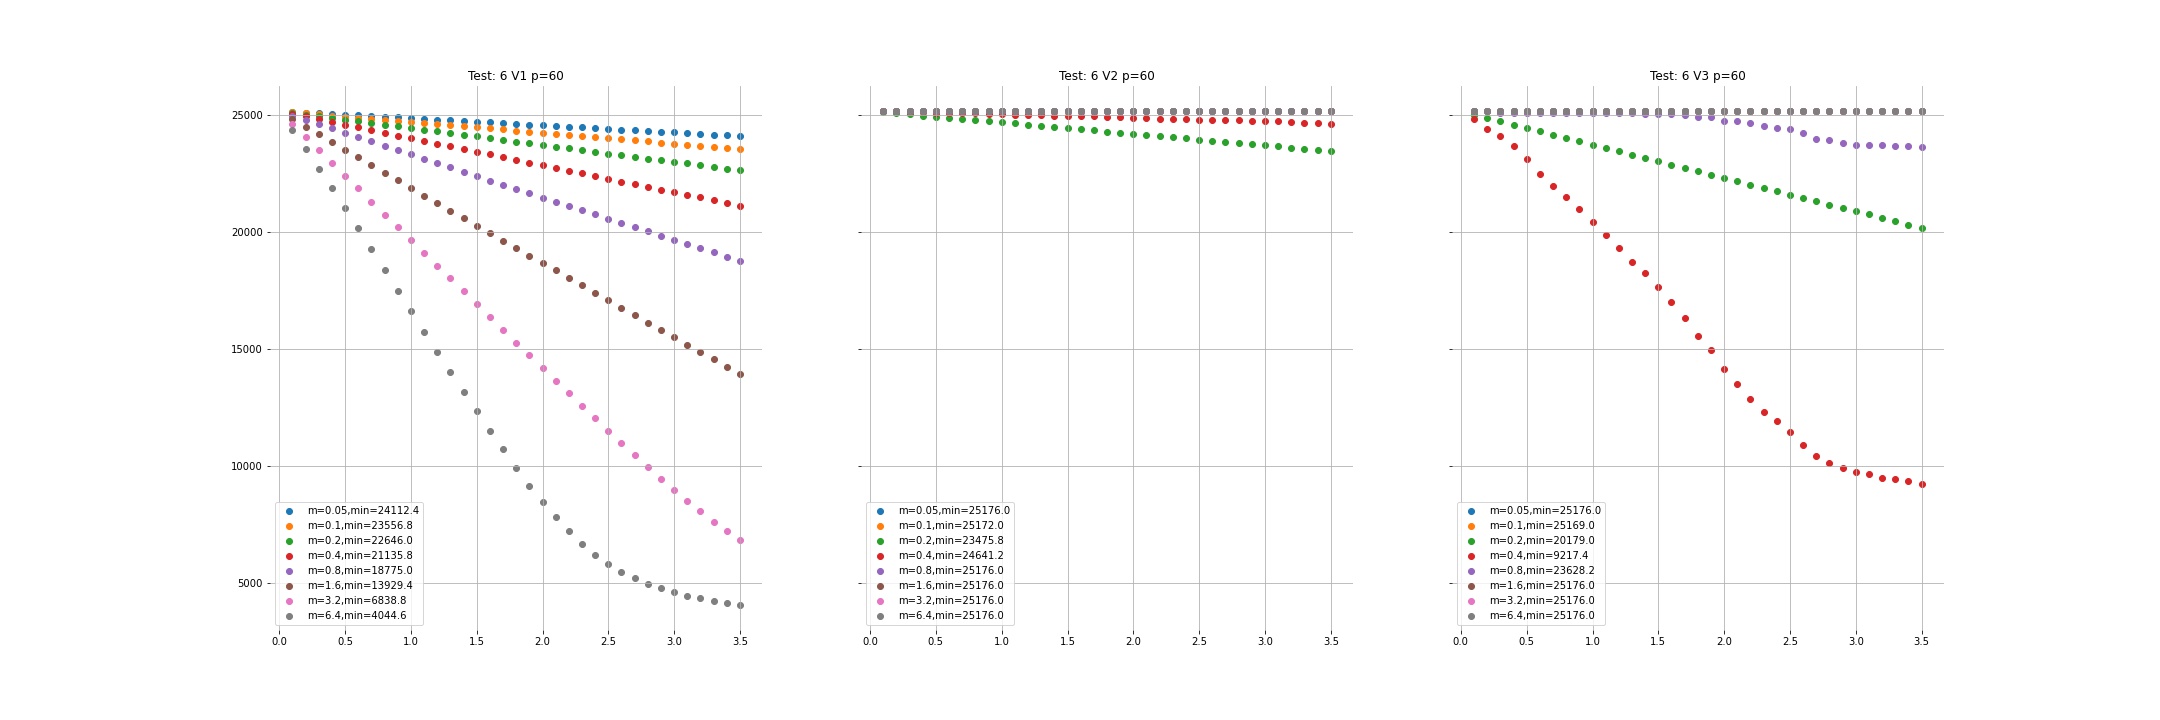 Test: 6 V1 p=60
25000
20000
15000
10000
5000
m=0.05,min=24112.4
m=0.1,min=23556.8
m=0.2,min=22646.0
m=0.4,min=21135.8
m=0.8,min=18775.0
m=1.6,min=13929.4
m=3.2,min=6838.8
m=6.4,min=4044.6
0.0 0.5 1.0 1.5 2.0 2.5 3.0 3.5
Test: 6 V2 p=60
m=0.05,min=25176.0
m=0.1,min=25172.0
m=0.2,min=23475.8
m=0.4,min=24641.2
m=0.8,min=25176.0
m=1.6,min=25176.0
m=3.2,min=25176.0
m=6.4,min=25176.0
0.0 0.5 1.0 1.5 2.0 2.5 3.0 3.5
Test: 6 V3 p=60
m=0.05,min=25176.0
m=0.1,min=25169.0
m=0.2,min=20179.0
m=0.4,min=9217.4
m=0.8,min=23628.2
m=1.6,min=25176.0
m=3.2,min=25176.0
m=6.4,min=25176.0
0.0 0.5 1.0 1.5 2.0 2.5 3.0 3.5